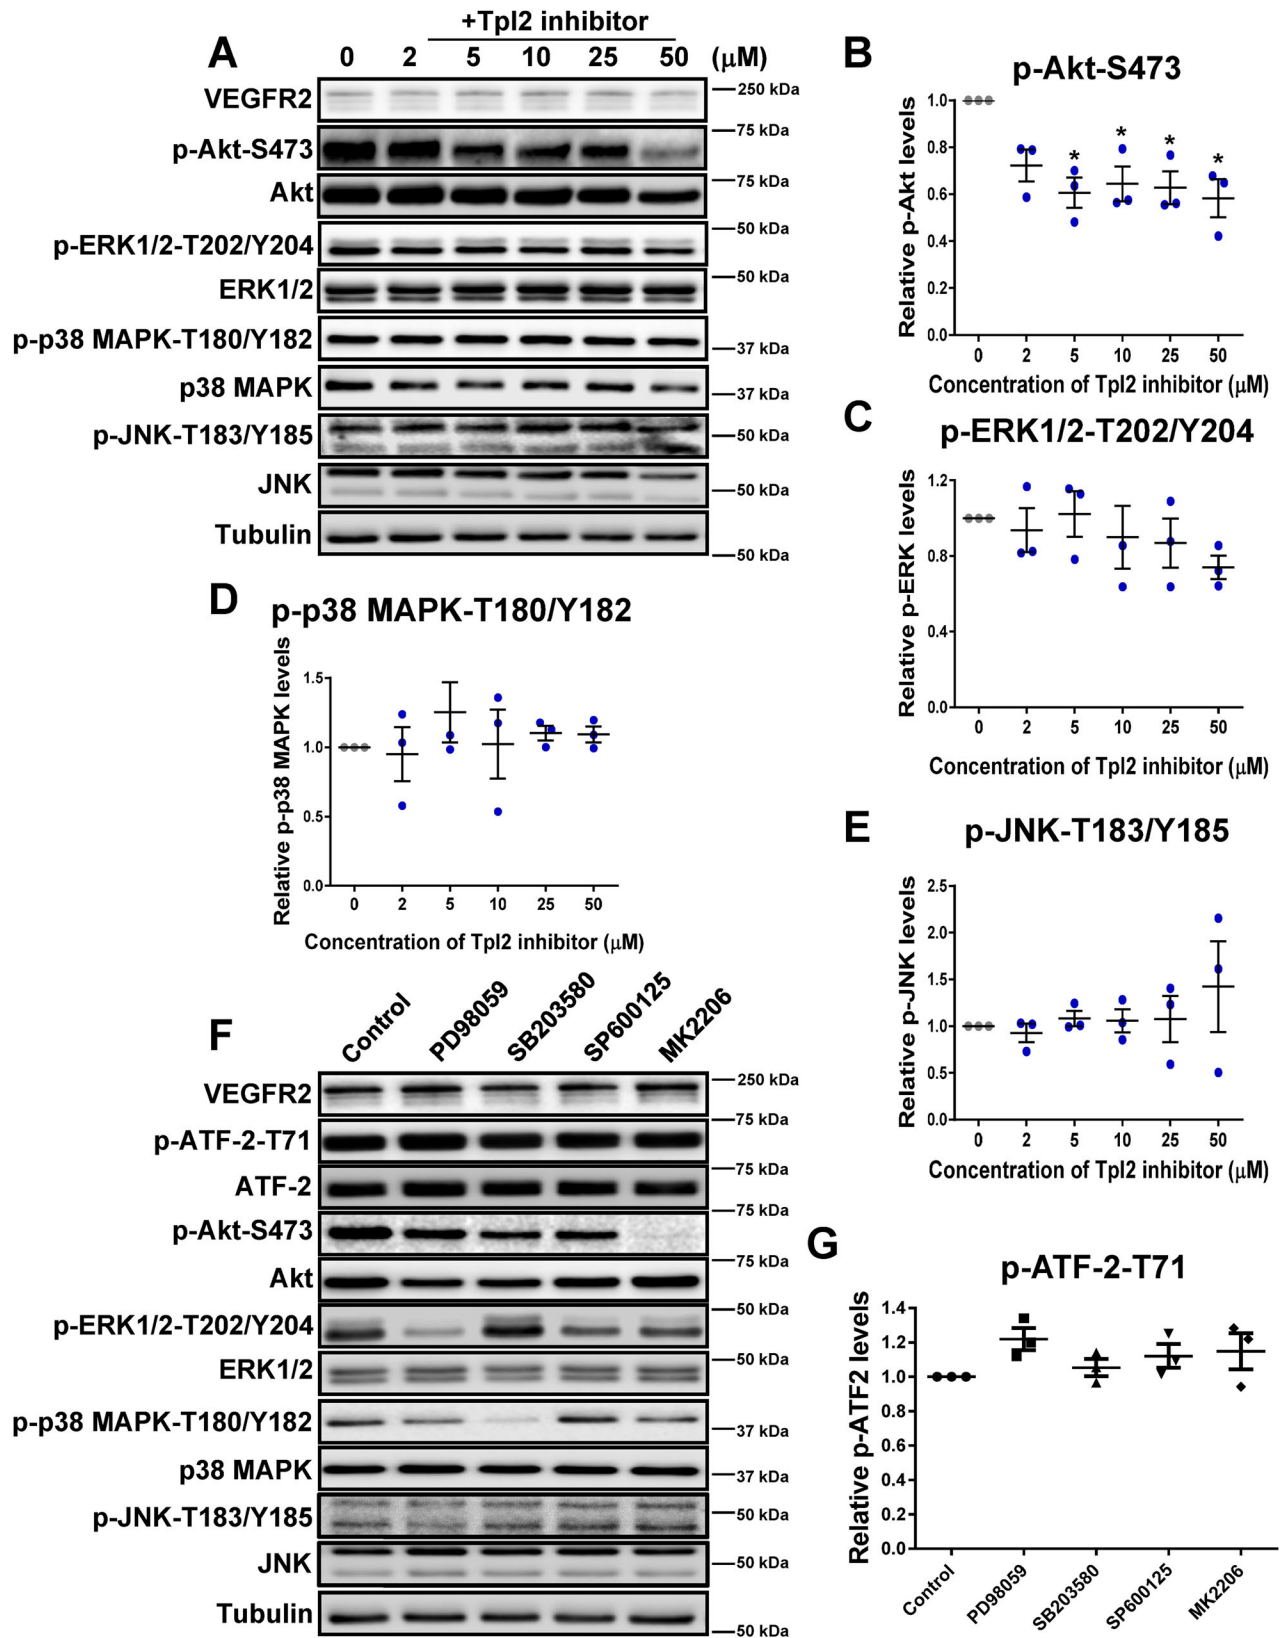 A
+Tpl2 inhibitor
0 2 5 10 25 50 (μM)
VEGFR2 250 kDa
p-Akt-S473 75 kDa
Akt 75 kDa
p-ERK1/2-T202/Y204 50 kDa
ERK1/2 50 kDa
p-p38 MAPK-T180/Y182 37 kDa
p38 MAPK 37 kDa
p-JNK-T183/Y185 50 kDa
JNK 50 kDa
Tubulin 50 kDa
B
p-Akt-S473
Relative p-Akt levels
1.0
0.8
0.6
0.4
0.2
0.0
* * * *
0 2 5 10 25 50
Concentration of Tpl2 inhibitor (μM)
C
p-ERK1/2-T202/Y204
Relative p-ERK levels
1.2
0.8
0.4
0.0
0 2 5 10 25 50
Concentration of Tpl2 inhibitor (μM)
D
p-p38 MAPK-T180/Y182
Relative p-p38 MAPK levels
1.5
1.0
0.5
0.0
0 2 5 10 25 50
Concentration of Tpl2 inhibitor (μM)
E
p-JNK-T183/Y185
Relative p-JNK levels
2.5
2.0
1.5
1.0
0.5
0.0
0 2 5 10 25 50
Concentration of Tpl2 inhibitor (μM)
F
Control PD98059 SB203580 SP600125 MK2206
VEGFR2 250 kDa
p-ATF-2-T71 75 kDa
ATF-2 75 kDa
p-Akt-S473 75 kDa
Akt 75 kDa
p-ERK1/2-T202/Y204 50 kDa
ERK1/2 50 kDa
p-p38 MAPK-T180/Y182 37 kDa
p38 MAPK 37 kDa
p-JNK-T183/Y185 50 kDa
JNK 50 kDa
Tubulin 50 kDa
G
p-ATF-2-T71
Relative p-ATF2 levels
1.4
1.2
1.0
0.8
0.6
0.4
0.2
0.0
Control PD98059 SB203580 SP600125 MK2206